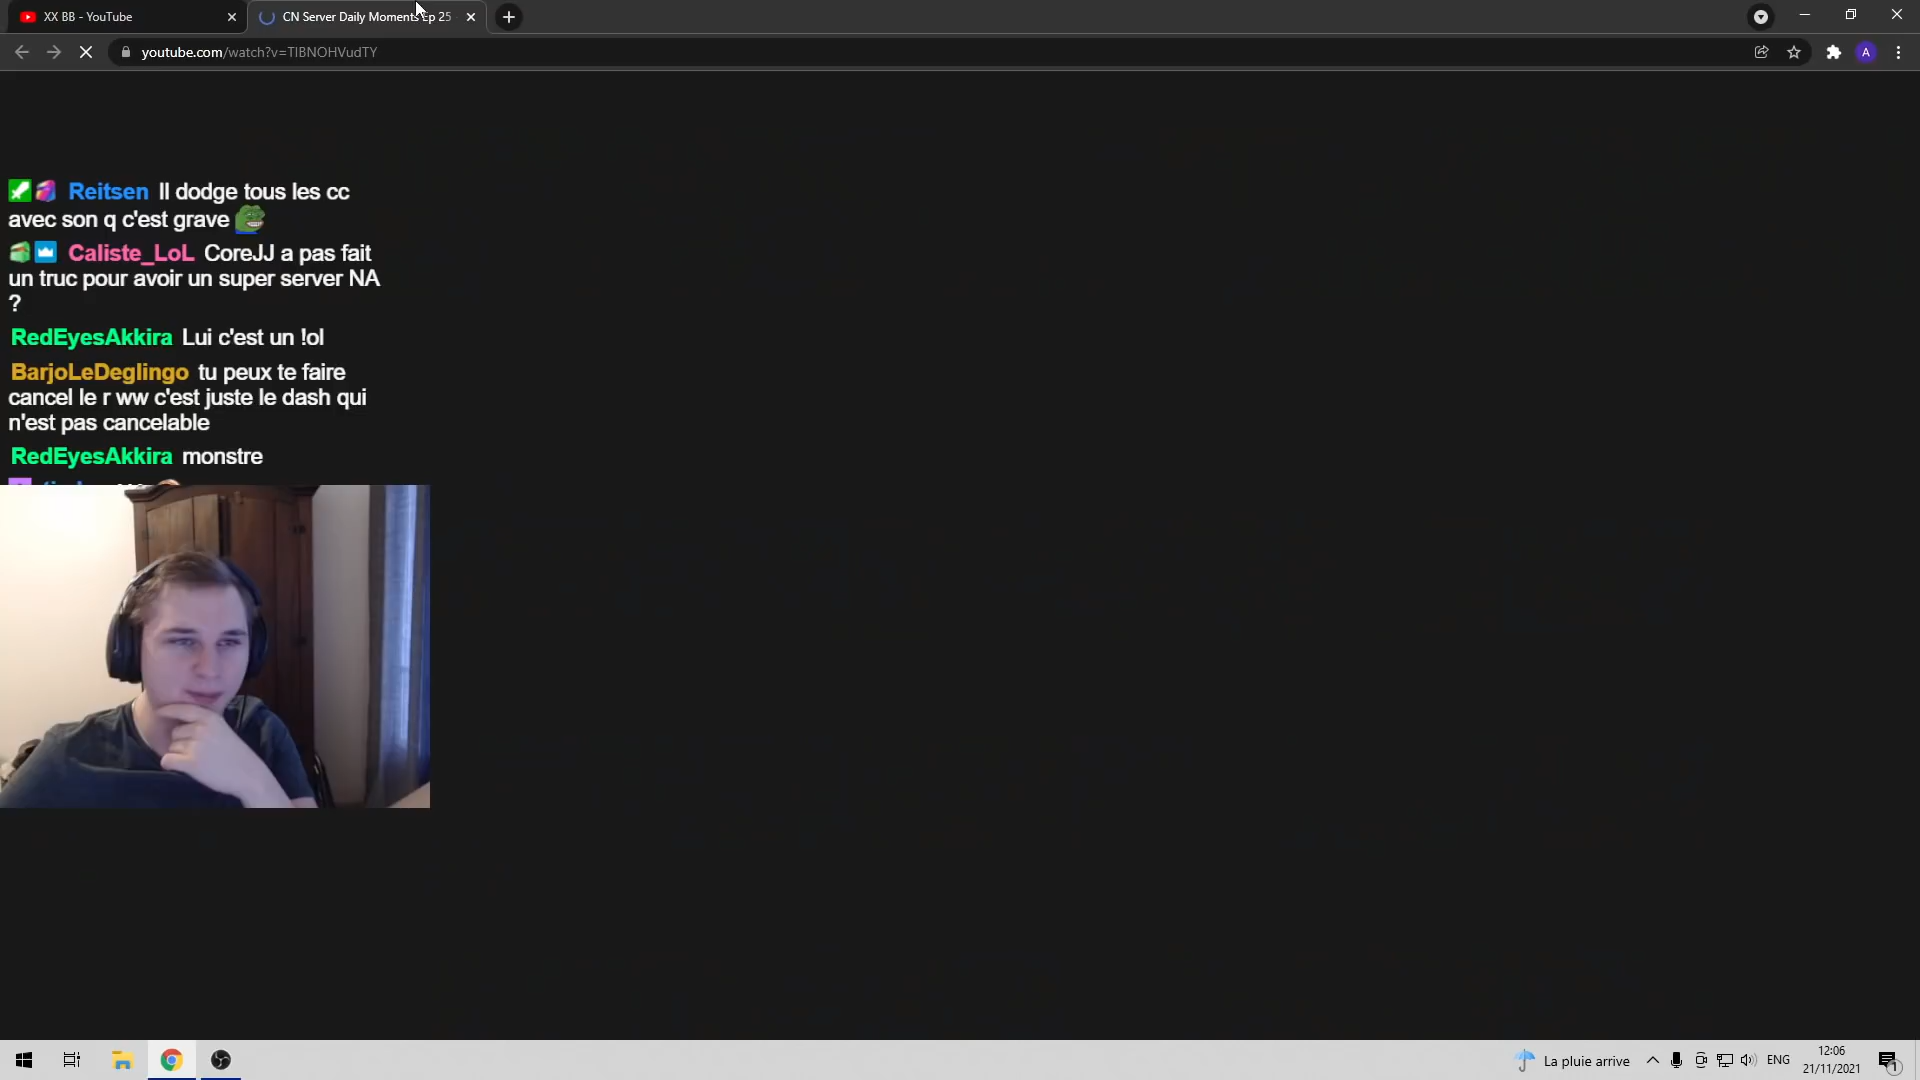 XX BB - YouTube
CN Server Daily Moments Ep 25
youtube.com/watch?v=TIBNOHVudTY
A
Reitsen Il dodge tous les cc
avec son q c'est grave
Caliste_LoL CoreJJ a pas fait
un truc pour avoir un super server NA
?
RedEyesAkkira Lui c'est un !ol
BarjoLeDeglingo tu peux te faire
cancel le r ww c'est juste le dash qui
n'est pas cancelable
RedEyesAkkira monstre
La pluie arrive
ENG
12:06
21/11/2021
1